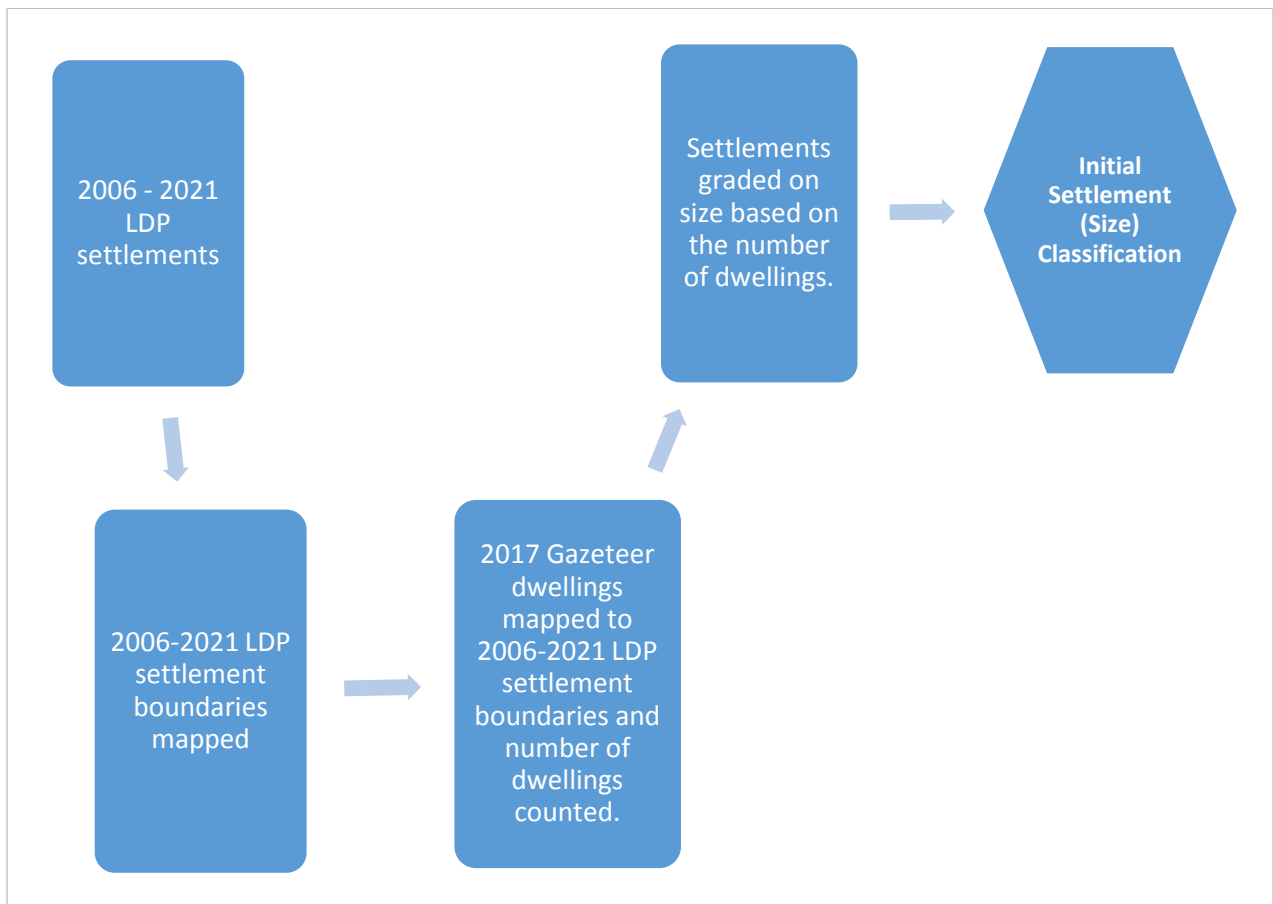 2006 - 2021
LDP
settlements
2006-2021 LDP
settlement
boundaries
mapped
2017 Gazeteer
dwellings
mapped to
2006-2021 LDP
settlement
boundaries and
number of
dwellings
counted.
Settlements
graded on
size based on
the number
of dwellings.
Initial
Settlement
(Size)
Classification